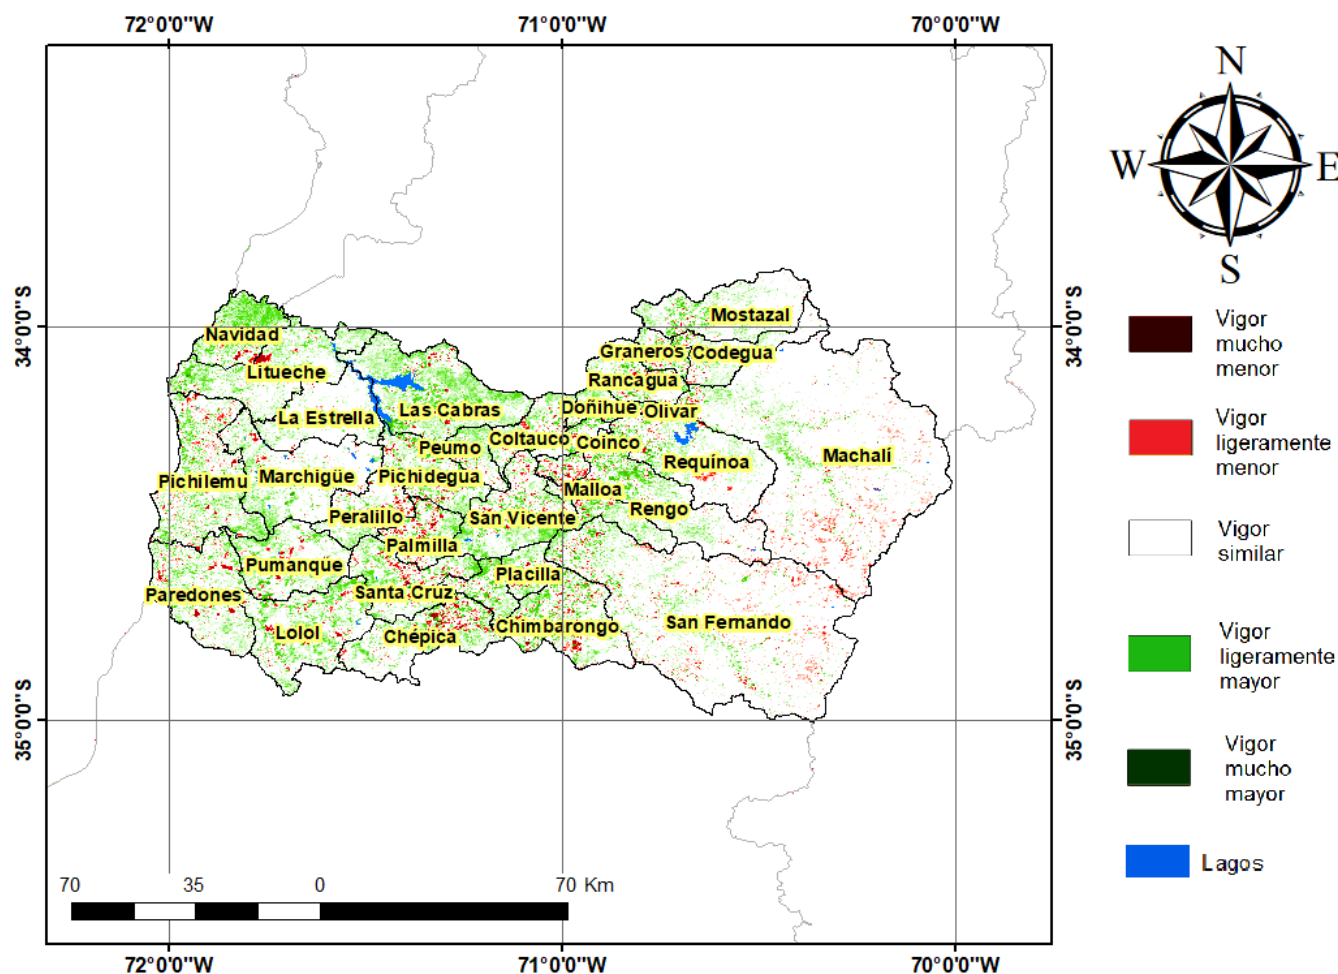 72°0'0"W 71°0'0"W 70°0'0"W
N
W E
S
34°0'0"S
34°0'0"S
Mostazal
Navidad
Graneros Codegua
Litueche
Rancagua
La Estrella Las Cabras Doñihue Olivar
Peumo Coltauco Coinco
Machalí
Requínoa
Pichilemu Marchigüe Pichidegua
Malloa
Peralillo San Vicente Rengo
Palmilla
Pumanque
Placilla
Paredones Santa Cruz
Lolol Chépica Chimbarongo San Fernando
35°0'0"S
35°0'0"S
70 35 0 70 Km
72°0'0"W 71°0'0"W 70°0'0"W
Vigor
mucho
menor
Vigor
ligeramente
menor
Vigor
similar
Vigor
ligeramente
mayor
Vigor
mucho
mayor
Lagos